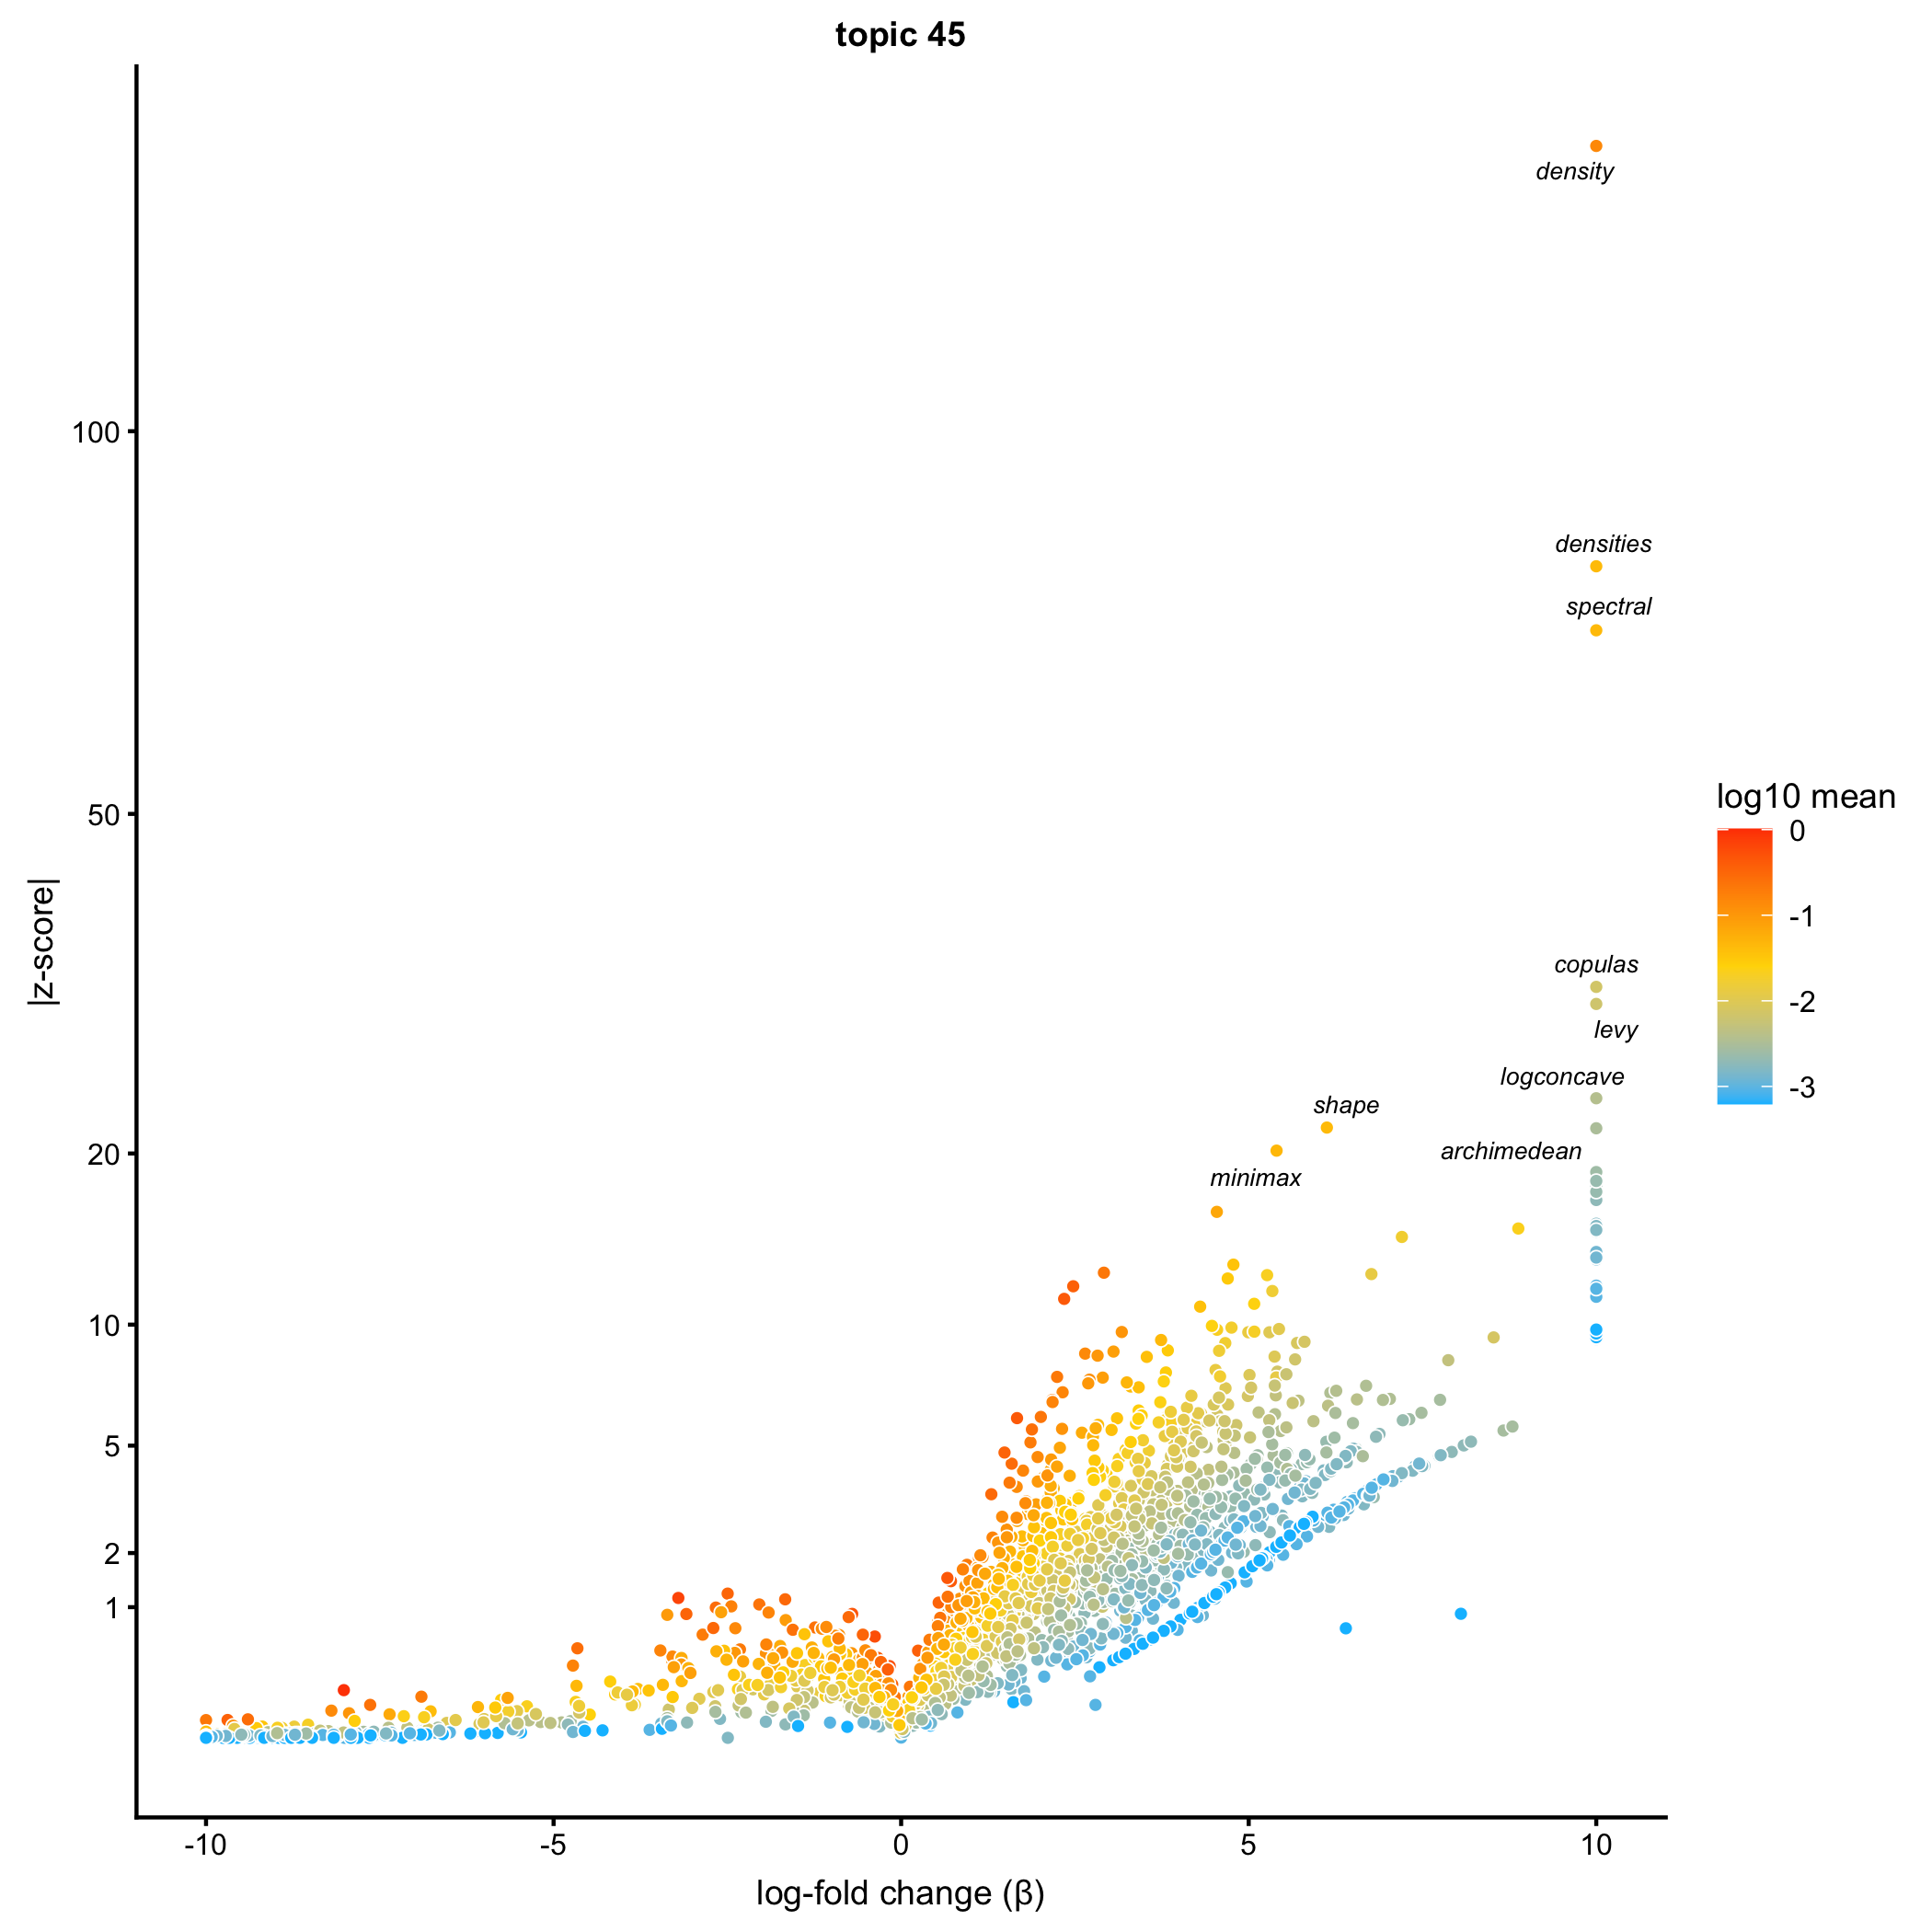 topic 45
density
100
densities
spectral
50
|z-score|
log10 mean
0
-1
-2
-3
copulas
levy
logconcave
shape
20
archimedean
minimax
10
5
2
1
-10
-5
0
5
10
log-fold change (β)